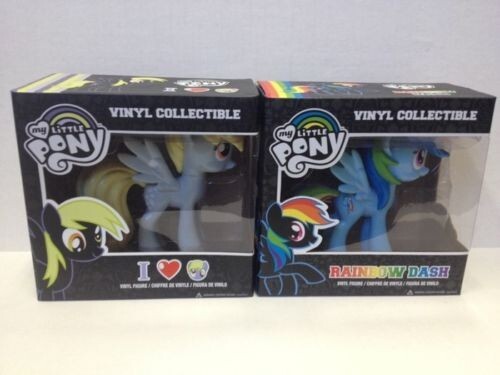 VINYL COLLECTIBLE
my LITTLE
PONY
I
VINYL FIGURE / FIGURINE DE VINYLE / FIGURA DE VINILO
VINYL COLLECTIBLE
my LITTLE
PONY
RAINBOW DASH
VINYL FIGURE / FIGURINE DE VINYLE / FIGURA DE VINILO